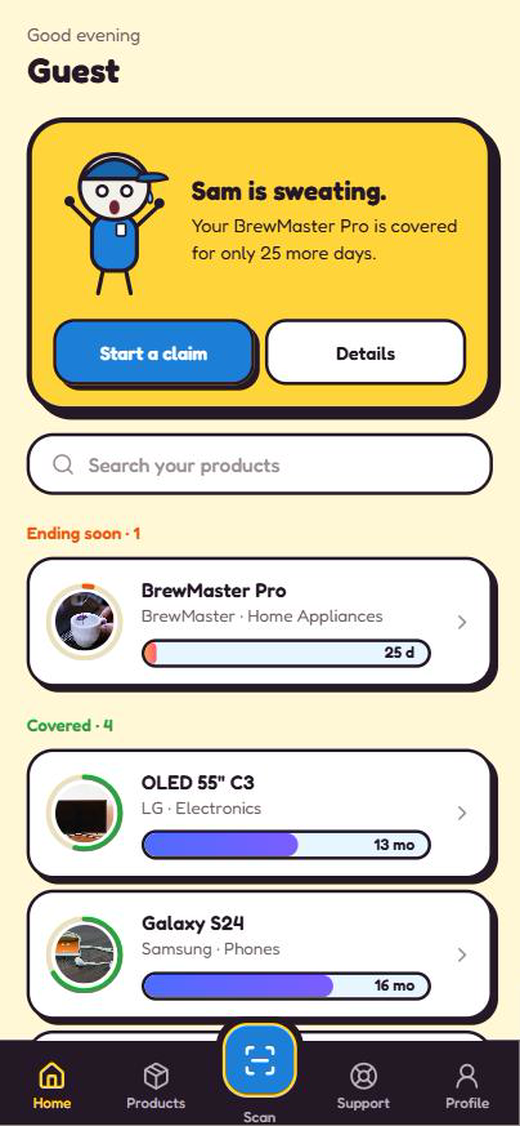 Good evening
Guest
Sam is sweating.
Your BrewMaster Pro is covered
for only 25 more days.
Start a claim
Details
Search your products
Ending soon · 1
BrewMaster Pro
BrewMaster · Home Appliances
25 d
Covered · 4
OLED 55" C3
LG · Electronics
13 mo
Galaxy S24
Samsung · Phones
16 mo
Home
Products
Scan
Support
Profile